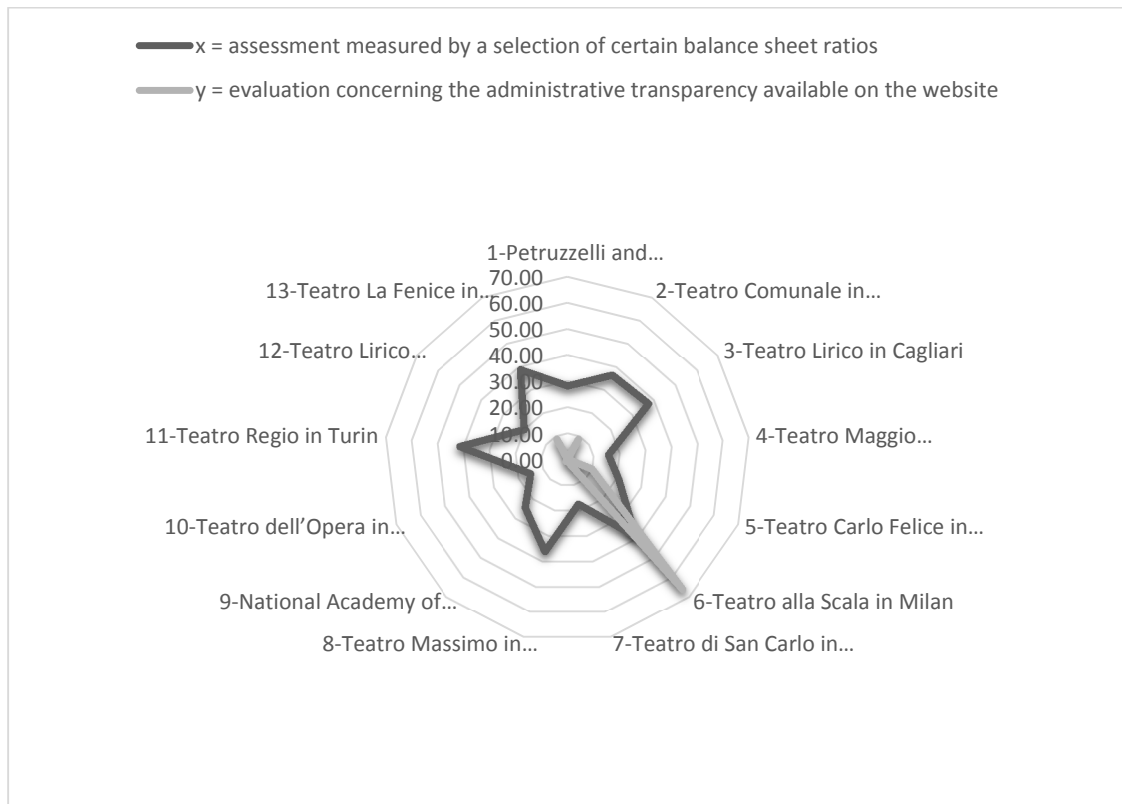 x = assessment measured by a selection of certain balance sheet ratios
y = evaluation concerning the administrative transparency available on the website
1-Petruzzelli and...
2-Teatro Comunale in...
3-Teatro Lirico in Cagliari
4-Teatro Maggio...
5-Teatro Carlo Felice in...
6-Teatro alla Scala in Milan
7-Teatro di San Carlo in...
8-Teatro Massimo in...
9-National Academy of...
10-Teatro dell’Opera in...
11-Teatro Regio in Turin
12-Teatro Lirico...
13-Teatro La Fenice in...
70.00
60.00
50.00
40.00
30.00
20.00
10.00
0.00